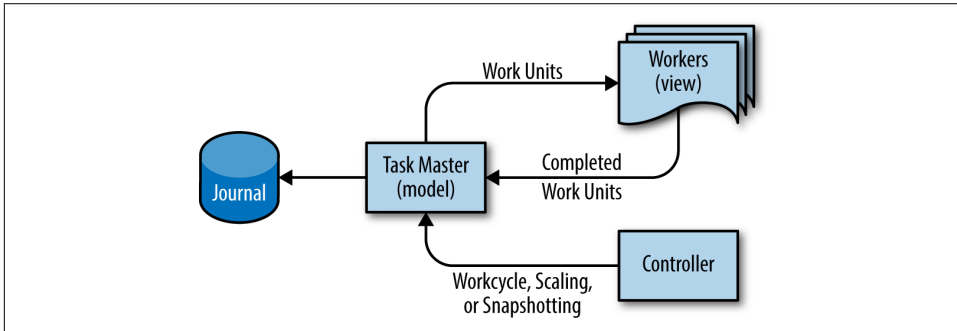 Work Units
Workers
(view)
Journal
Task Master
(model)
Completed
Work Units
Controller
Workcycle, Scaling,
or Snapshotting